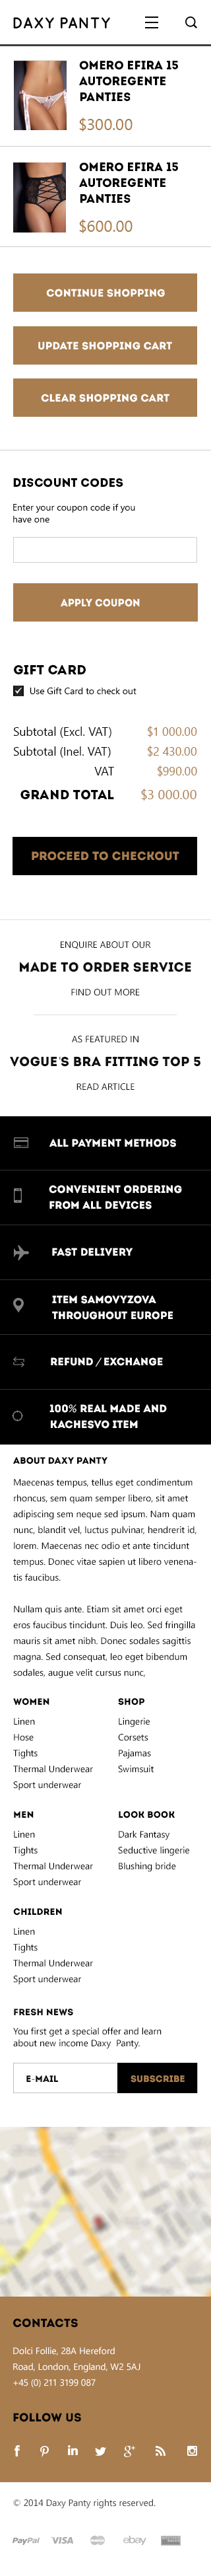 DAXY PANTY
OMERO EFIRA 15
AUTOREGENTE
PANTIES
$300.00
OMERO EFIRA 15
AUTOREGENTE
PANTIES
$600.00
CONTINUE SHOPPING
UPDATE SHOPPING CART
CLEAR SHOPPING CART
DISCOUNT CODES
Enter your coupon code if you
have one
APPLY COUPON
GIFT CARD
Use Gift Card to check out
Subtotal (Excl. VAT) $1 000.00
Subtotal (Inel. VAT) $2 430.00
VAT $990.00
GRAND TOTAL $3 000.00
PROCEED TO CHECKOUT
ENQUIRE ABOUT OUR
MADE TO ORDER SERVICE
FIND OUT MORE
AS FEATURED IN
VOGUE'S BRA FITTING TOP 5
READ ARTICLE
ALL PAYMENT METHODS
CONVENIENT ORDERING
FROM ALL DEVICES
FAST DELIVERY
ITEM SAMOVYZOVA
THROUGHOUT EUROPE
REFUND / EXCHANGE
100% REAL MADE AND
KACHESVO ITEM
ABOUT DAXY PANTY
Maecenas tempus, tellus eget condimentum
rhoncus, sem quam semper libero, sit amet
adipiscing sem neque sed ipsum. Nam quam
nunc, blandit vel, luctus pulvinar, hendrerit id,
lorem. Maecenas nec odio et ante tincidunt
tempus. Donec vitae sapien ut libero venena-
tis faucibus.
Nullam quis ante. Etiam sit amet orci eget
eros faucibus tincidunt. Duis leo. Sed fringilla
mauris sit amet nibh. Donec sodales sagittis
magna. Sed consequat, leo eget bibendum
sodales, augue velit cursus nunc,
WOMEN
Linen
Hose
Tights
Thermal Underwear
Sport underwear
SHOP
Lingerie
Corsets
Pajamas
Swimsuit
MEN
Linen
Tights
Thermal Underwear
Sport underwear
LOOK BOOK
Dark Fantasy
Seductive lingerie
Blushing bride
CHILDREN
Linen
Tights
Thermal Underwear
Sport underwear
FRESH NEWS
You first get a special offer and learn
about new income Daxy Panty.
E-MAIL
SUBSCRIBE
CONTACTS
Dolci Follie, 28A Hereford
Road, London, England, W2 5AJ
+45 (0) 211 3199 087
FOLLOW US
© 2014 Daxy Panty rights reserved.
PayPal VISA ebay